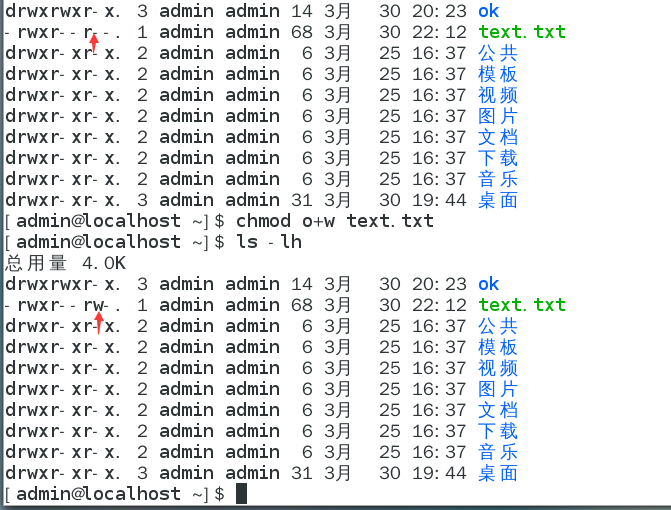 drwxrwxr-x. 3 admin admin 14 3月 30 20:23 ok
-rwxr--r--. 1 admin admin 68 3月 30 22:12 text.txt
drwxr-xr-x. 2 admin admin 6 3月 25 16:37 公共
drwxr-xr-x. 2 admin admin 6 3月 25 16:37 模板
drwxr-xr-x. 2 admin admin 6 3月 25 16:37 视频
drwxr-xr-x. 2 admin admin 6 3月 25 16:37 图片
drwxr-xr-x. 2 admin admin 6 3月 25 16:37 文档
drwxr-xr-x. 2 admin admin 6 3月 25 16:37 下载
drwxr-xr-x. 2 admin admin 6 3月 25 16:37 音乐
drwxr-xr-x. 3 admin admin 31 3月 30 19:44 桌面
[admin@localhost ~]$ chmod o+w text.txt
[admin@localhost ~]$ ls -lh
总用量 4.0K
drwxrwxr-x. 3 admin admin 14 3月 30 20:23 ok
-rwxr--rw-. 1 admin admin 68 3月 30 22:12 text.txt
drwxr-xr-x. 2 admin admin 6 3月 25 16:37 公共
drwxr-xr-x. 2 admin admin 6 3月 25 16:37 模板
drwxr-xr-x. 2 admin admin 6 3月 25 16:37 视频
drwxr-xr-x. 2 admin admin 6 3月 25 16:37 图片
drwxr-xr-x. 2 admin admin 6 3月 25 16:37 文档
drwxr-xr-x. 2 admin admin 6 3月 25 16:37 下载
drwxr-xr-x. 2 admin admin 6 3月 25 16:37 音乐
drwxr-xr-x. 3 admin admin 31 3月 30 19:44 桌面
[admin@localhost ~]$